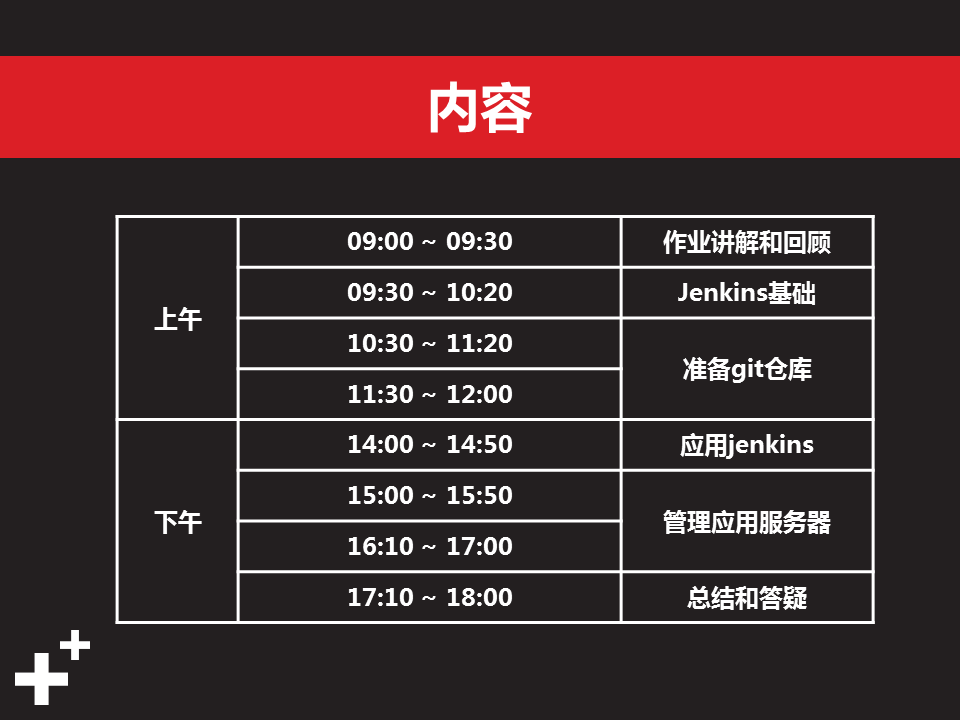 内容
上午
09:00 ~ 09:30
作业讲解和回顾
09:30 ~ 10:20
Jenkins基础
10:30 ~ 11:20
准备git仓库
11:30 ~ 12:00
下午
14:00 ~ 14:50
应用jenkins
15:00 ~ 15:50
管理应用服务器
16:10 ~ 17:00
17:10 ~ 18:00
总结和答疑